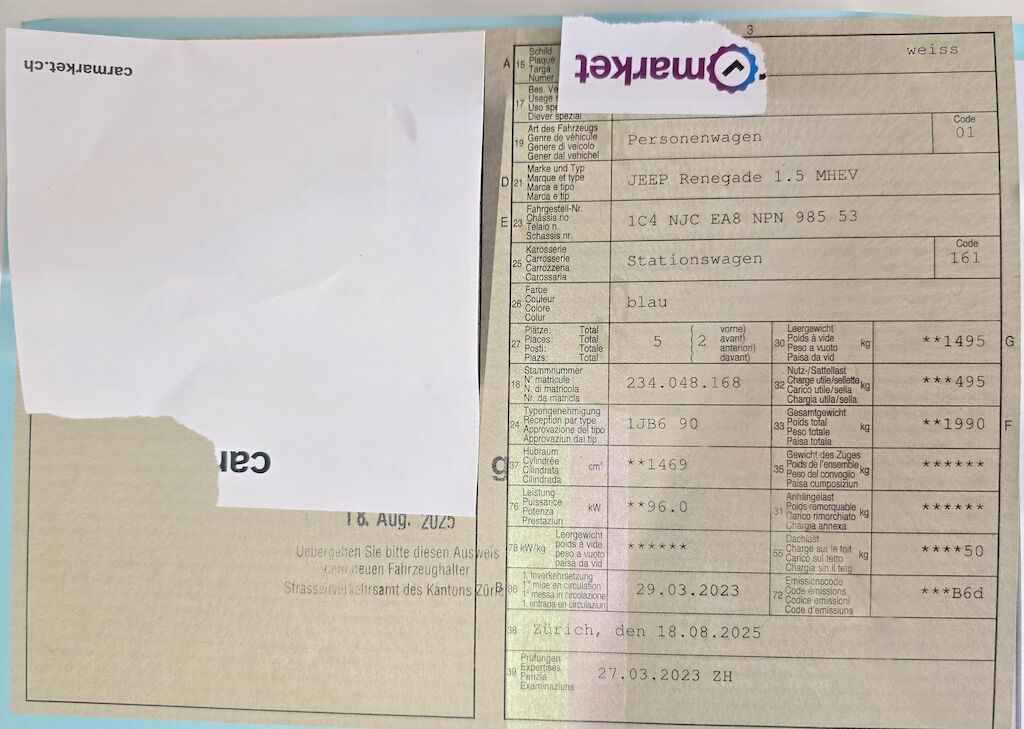 carmarket.ch
car
18. Aug. 2025
Uebergeben Sie bitte diesen Ausweis
dem neuen Fahrzeughalter
Strassenverkehrsamt des Kantons Zürich
3
market
A 15 Schild Plaque Targa Numer weiss
17 Bes. Ve
Usage
Uso spe
Diever spezial
19 Art des Fahrzeugs
Genre de véhicule
Genere di veicolo
Gener dal vehichel
Personenwagen
Code
01
D 21 Marke und Typ
Marque et type
Marca e tipo
Marca e tip
JEEP Renegade 1.5 MHEV
E 23 Fahrgestell-Nr.
Châssis no
Telaio n.
Schassis nr.
1C4 NJC EA8 NPN 985 53
25 Karosserie
Carrosserie
Carrozzeria
Carossaria
Stationswagen
Code
161
26 Farbe
Couleur
Colore
Colur
blau
27 Plätze: Total
Places: Total
Posti: Totale
Plazs: Total
5 ( 2 vorne)
avant)
anteriori)
davant)
30 Leergewicht
Poids à vide
Peso a vuoto
Paisa da vid
kg **1495 G
18 Stammnummer
N° matricule
N. di matricola
Nr. da matricla
234.048.168
32 Nutz-/Sattellast
Charge utile/sellette
Carico utile/sella
Chargia utila/sella
kg ***495
24 Typengenehmigung
Réception par type
Approvazione del tipo
Approvaziun dal tip
1JB6 90
33 Gesamtgewicht
Poids total
Peso totale
Paisa totala
kg **1990 F
37 Hubraum
Cylindrée
Cilindrata
Cilindrada
cm³ **1469
35 Gewicht des Zuges
Poids de l'ensemble
Peso del convoglio
Paisa cumposiziun
kg ******
76 Leistung
Puissance
Potenza
Prestaziun
kW **96.0
31 Anhängelast
Poids remorquable
Carico rimorchiato
Chargia annexa
kg ******
78 kW/kg Leergewicht
poids à vide
peso a vuoto
paisa da vid
******
55 Dachlast
Charge sur le toit
Carico sul tetto
Chargia sin il tetg
kg ****50
B 36 1. Inverkehrsetzung
1re mise en circulation
1a messa in circolazione
1. entrada en circulaziun
29.03.2023
72 Emissionscode
Code émissions
Codice emissioni
Code d'emissiuns
***B6d
38 Zürich, den 18.08.2025
39 Prüfungen
Expertises
Perizie
Examinaziuns
27.03.2023 ZH